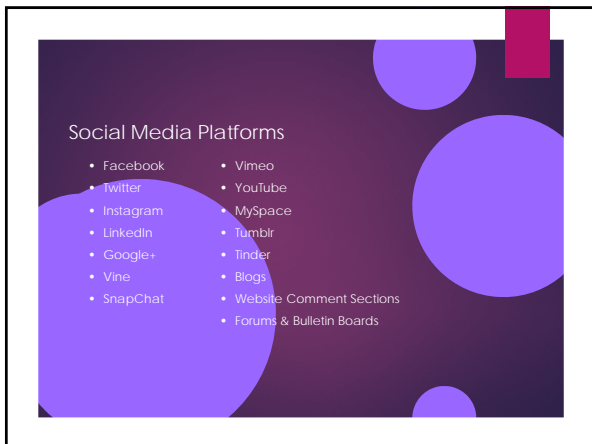 Social Media Platforms
• Facebook
• Twitter
• Instagram
• LinkedIn
• Google+
• Vine
• SnapChat
• Vimeo
• YouTube
• MySpace
• Tumblr
• Tinder
• Blogs
• Website Comment Sections
• Forums & Bulletin Boards